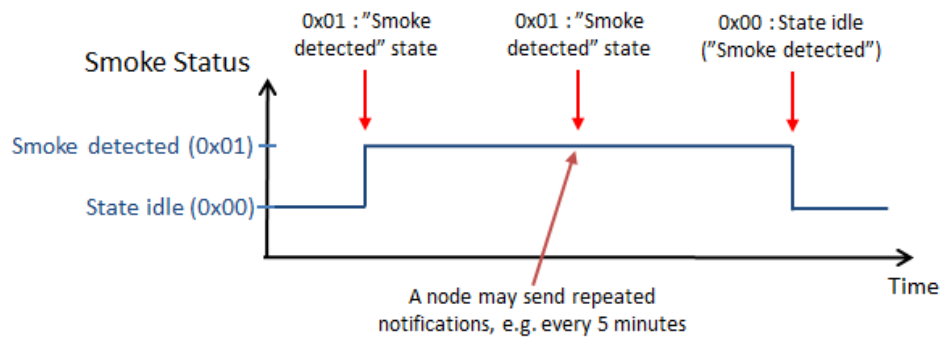 0x01 : ”Smoke
detected” state
0x01 : ”Smoke
detected” state
0x00 : State idle
(”Smoke detected”)
Smoke Status
Smoke detected (0x01)
State idle (0x00)
Time
A node may send repeated
notifications, e.g. every 5 minutes